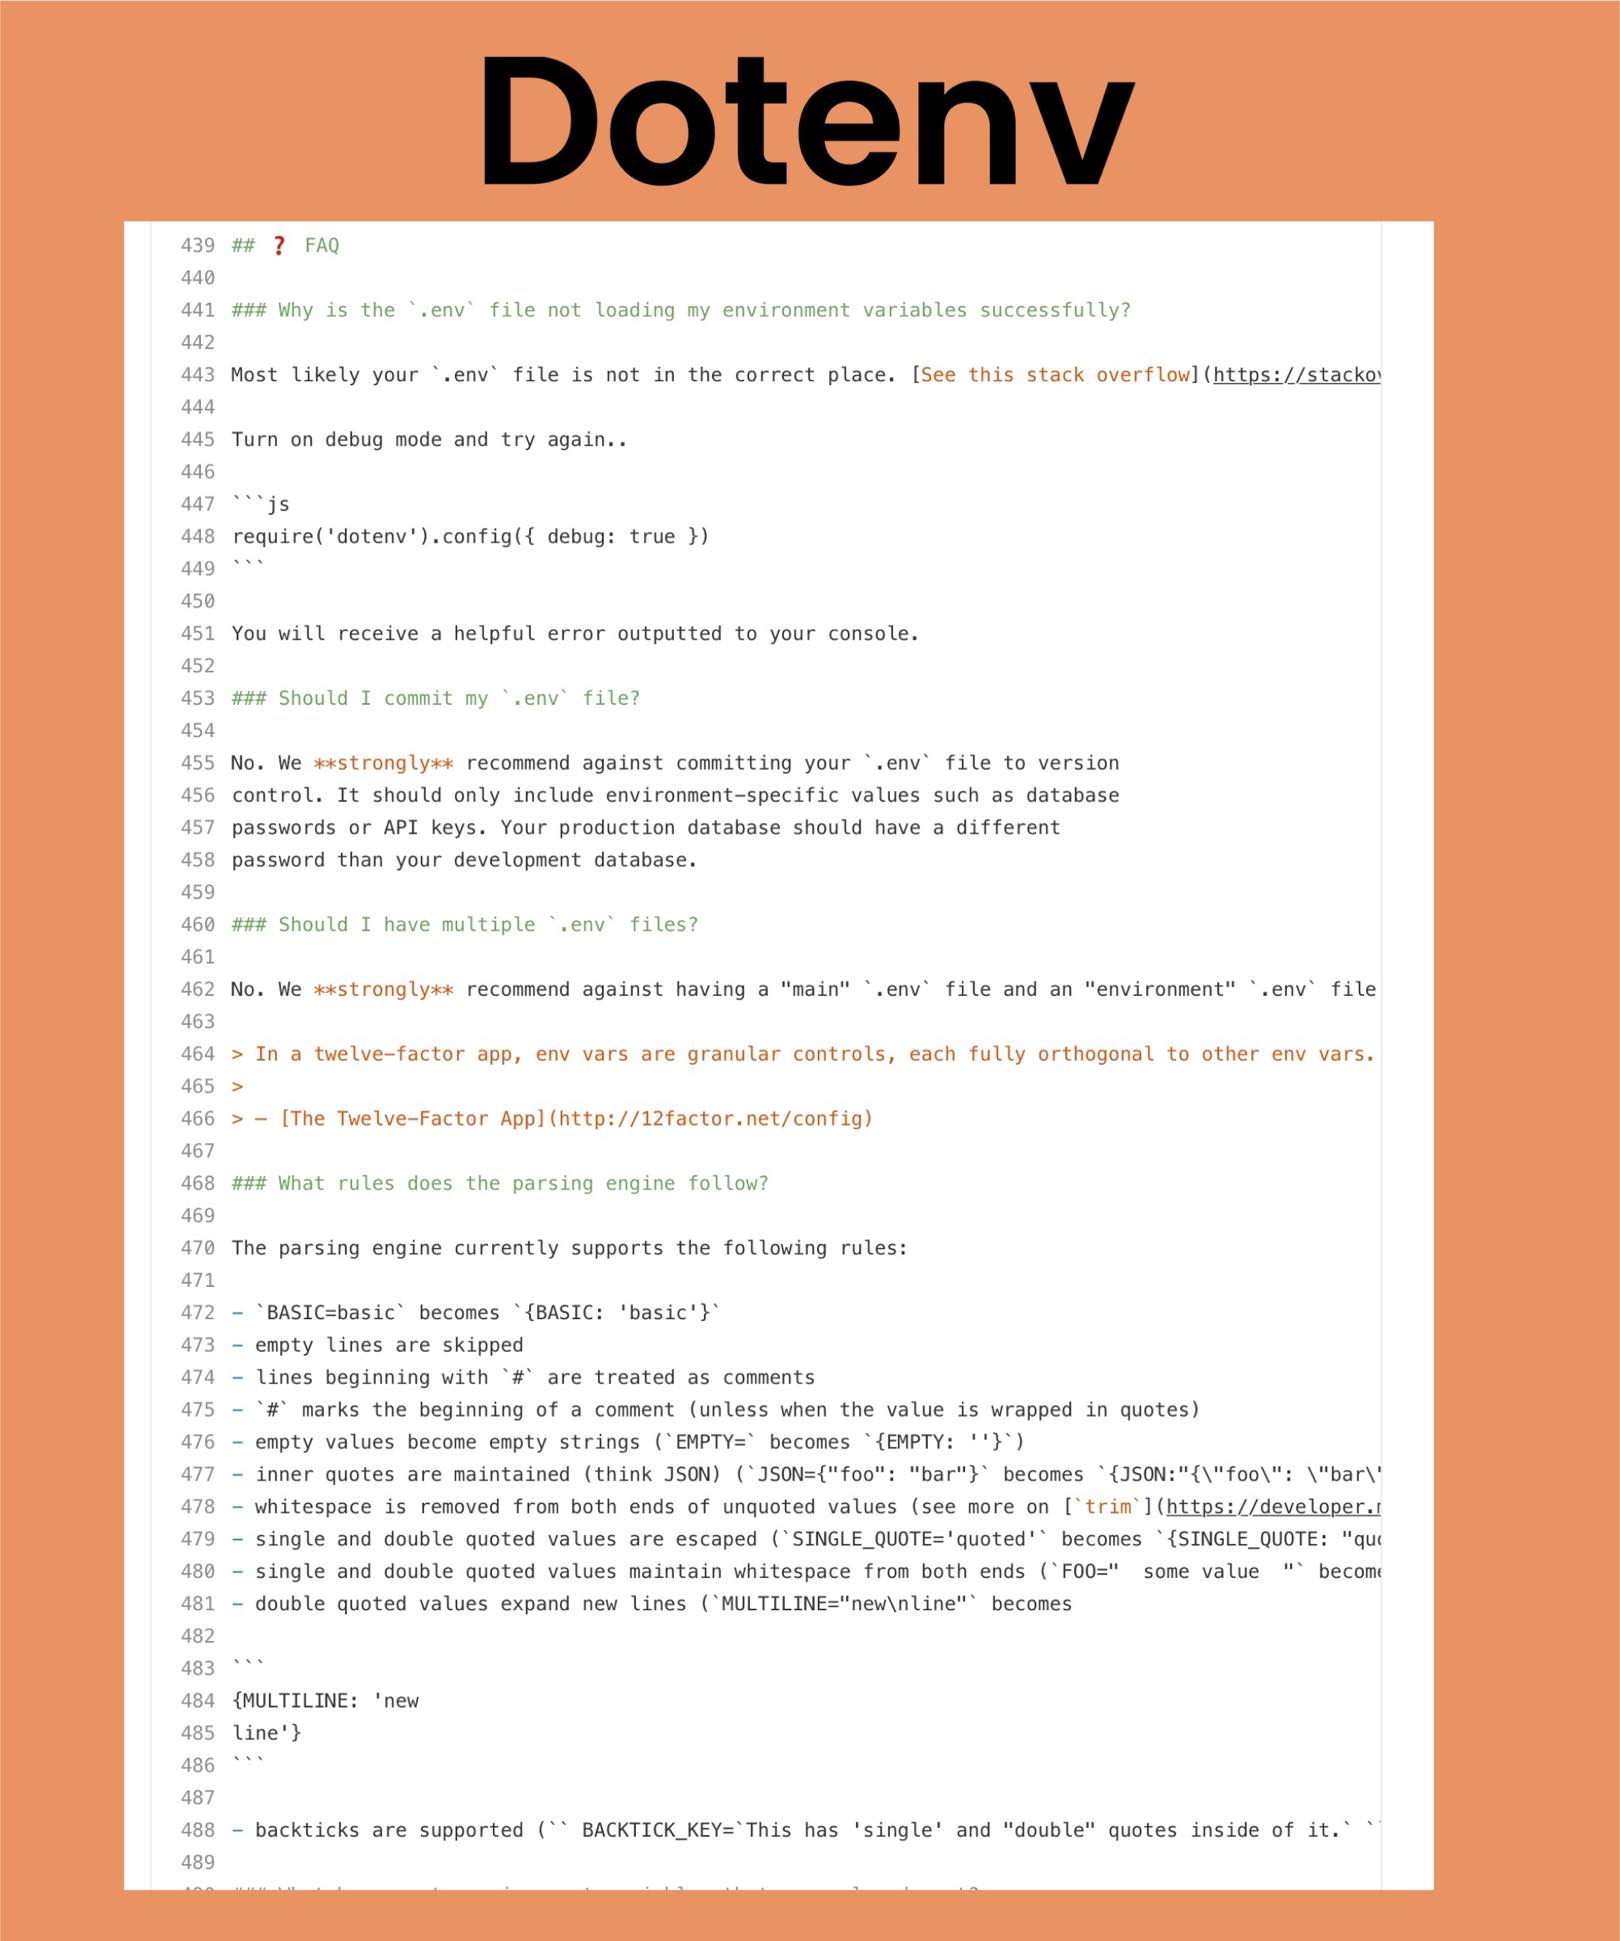 Dotenv
439 ## ❓ FAQ
440
441 ### Why is the `.env` file not loading my environment variables successfully?
442
443 Most likely your `.env` file is not in the correct place. [See this stack overflow](https://stackov
444
445 Turn on debug mode and try again..
446
447 ```js
448 require('dotenv').config({ debug: true })
449 ```
450
451 You will receive a helpful error outputted to your console.
452
453 ### Should I commit my `.env` file?
454
455 No. We **strongly** recommend against committing your `.env` file to version
456 control. It should only include environment-specific values such as database
457 passwords or API keys. Your production database should have a different
458 password than your development database.
459
460 ### Should I have multiple `.env` files?
461
462 No. We **strongly** recommend against having a "main" `.env` file and an "environment" `.env` file
463
464 > In a twelve-factor app, env vars are granular controls, each fully orthogonal to other env vars.
465 >
466 > – [The Twelve-Factor App](http://12factor.net/config)
467
468 ### What rules does the parsing engine follow?
469
470 The parsing engine currently supports the following rules:
471
472 - `BASIC=basic` becomes `{BASIC: 'basic'}`
473 - empty lines are skipped
474 - lines beginning with `#` are treated as comments
475 - `#` marks the beginning of a comment (unless when the value is wrapped in quotes)
476 - empty values become empty strings (`EMPTY=` becomes `{EMPTY: ''}`)
477 - inner quotes are maintained (think JSON) (`JSON={"foo": "bar"}` becomes `{JSON:"{\"foo\": \"bar\"
478 - whitespace is removed from both ends of unquoted values (see more on [`trim`](https://developer.
479 - single and double quoted values are escaped (`SINGLE_QUOTE='quoted'` becomes `{SINGLE_QUOTE: "quo
480 - single and double quoted values maintain whitespace from both ends (`FOO="  some value  "` become
481 - double quoted values expand new lines (`MULTILINE="new\nline"` becomes
482
483 ```
484 {MULTILINE: 'new
485 line'}
486 ```
487
488 - backticks are supported (`` BACKTICK_KEY=`This has 'single' and "double" quotes inside of it.` ``
489